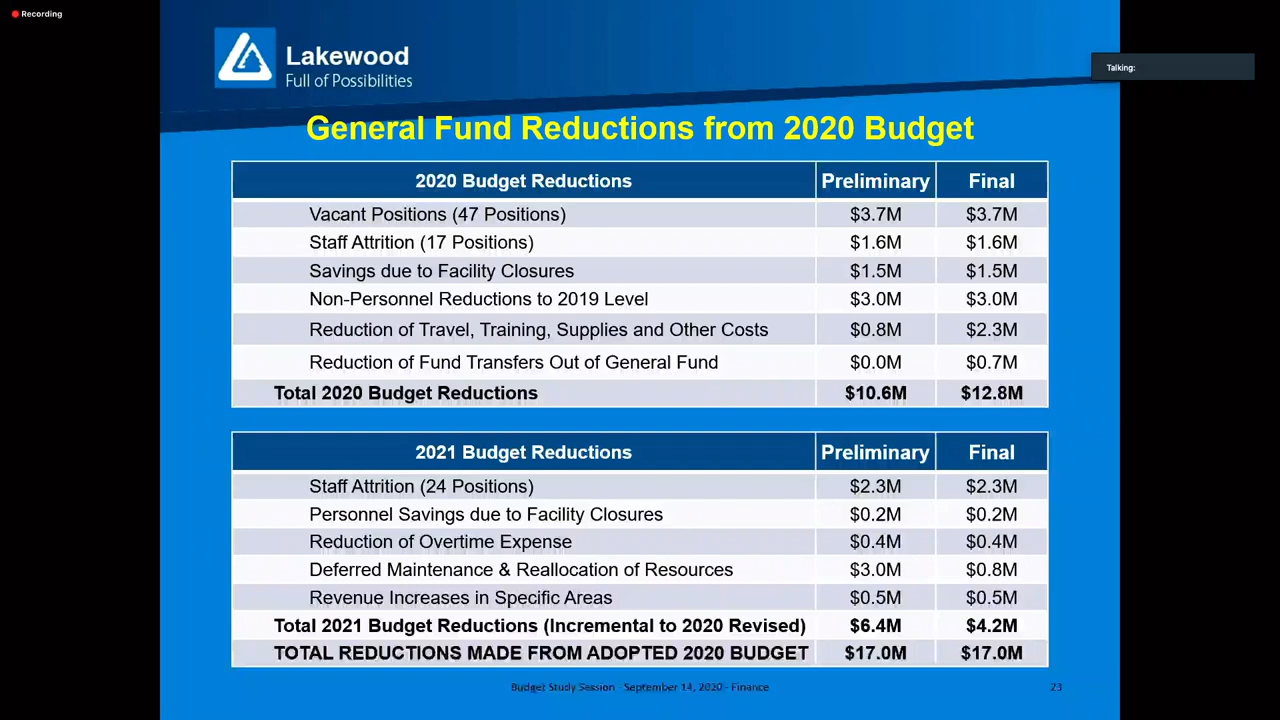 Recording
Talking:
Lakewood
Full of Possibilities
General Fund Reductions from 2020 Budget
2020 Budget Reductions Preliminary Final
Vacant Positions (47 Positions) $3.7M $3.7M
Staff Attrition (17 Positions) $1.6M $1.6M
Savings due to Facility Closures $1.5M $1.5M
Non-Personnel Reductions to 2019 Level $3.0M $3.0M
Reduction of Travel, Training, Supplies and Other Costs $0.8M $2.3M
Reduction of Fund Transfers Out of General Fund $0.0M $0.7M
Total 2020 Budget Reductions $10.6M $12.8M
2021 Budget Reductions Preliminary Final
Staff Attrition (24 Positions) $2.3M $2.3M
Personnel Savings due to Facility Closures $0.2M $0.2M
Reduction of Overtime Expense $0.4M $0.4M
Deferred Maintenance & Reallocation of Resources $3.0M $0.8M
Revenue Increases in Specific Areas $0.5M $0.5M
Total 2021 Budget Reductions (Incremental to 2020 Revised) $6.4M $4.2M
TOTAL REDUCTIONS MADE FROM ADOPTED 2020 BUDGET $17.0M $17.0M
Budget Study Session - September 14, 2020 - Finance 23